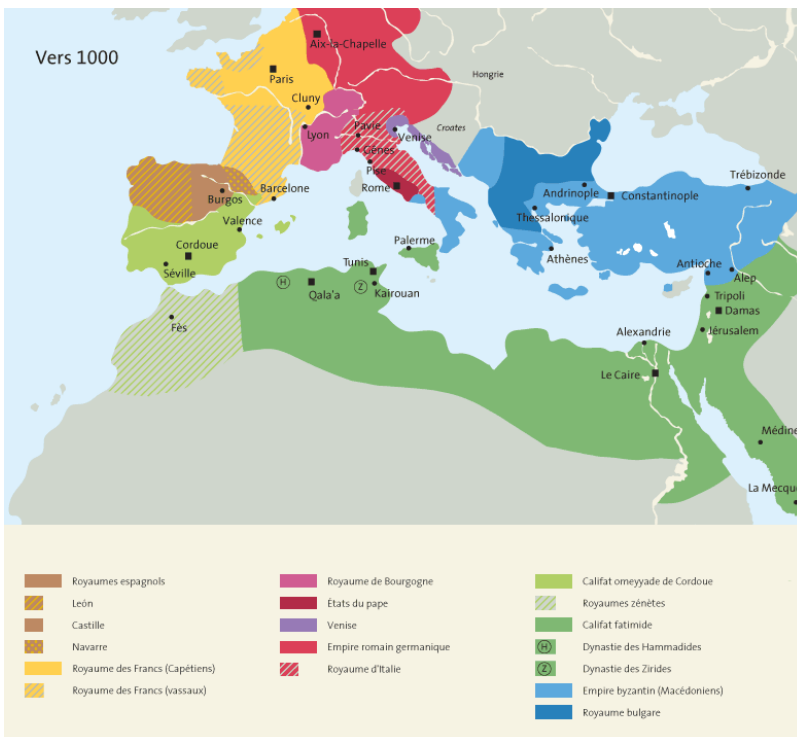 Vers 1000
Aix-la-Chapelle
Paris
Hongrie
Cluny
Lyon
Pavie
Venise
Croates
Gênes
Pise
Rome
Burgos
Barcelone
Valence
Cordoue
Séville
Andrinople
Constantinople
Trébizonde
Thessalonique
Athènes
Palerme
Tunis
H
Qala'a
Z
Kairouan
Fès
Antioche
Alep
Tripoli
Damas
Jérusalem
Alexandrie
Le Caire
Médine
La Mecque
Royaumes espagnols
León
Castille
Navarre
Royaume des Francs (Capétiens)
Royaume des Francs (vassaux)
Royaume de Bourgogne
États du pape
Venise
Empire romain germanique
Royaume d'Italie
Califat omeyyade de Cordoue
Royaumes zénètes
Califat fatimide
H Dynastie des Hammadides
Z Dynastie des Zirides
Empire byzantin (Macédoniens)
Royaume bulgare